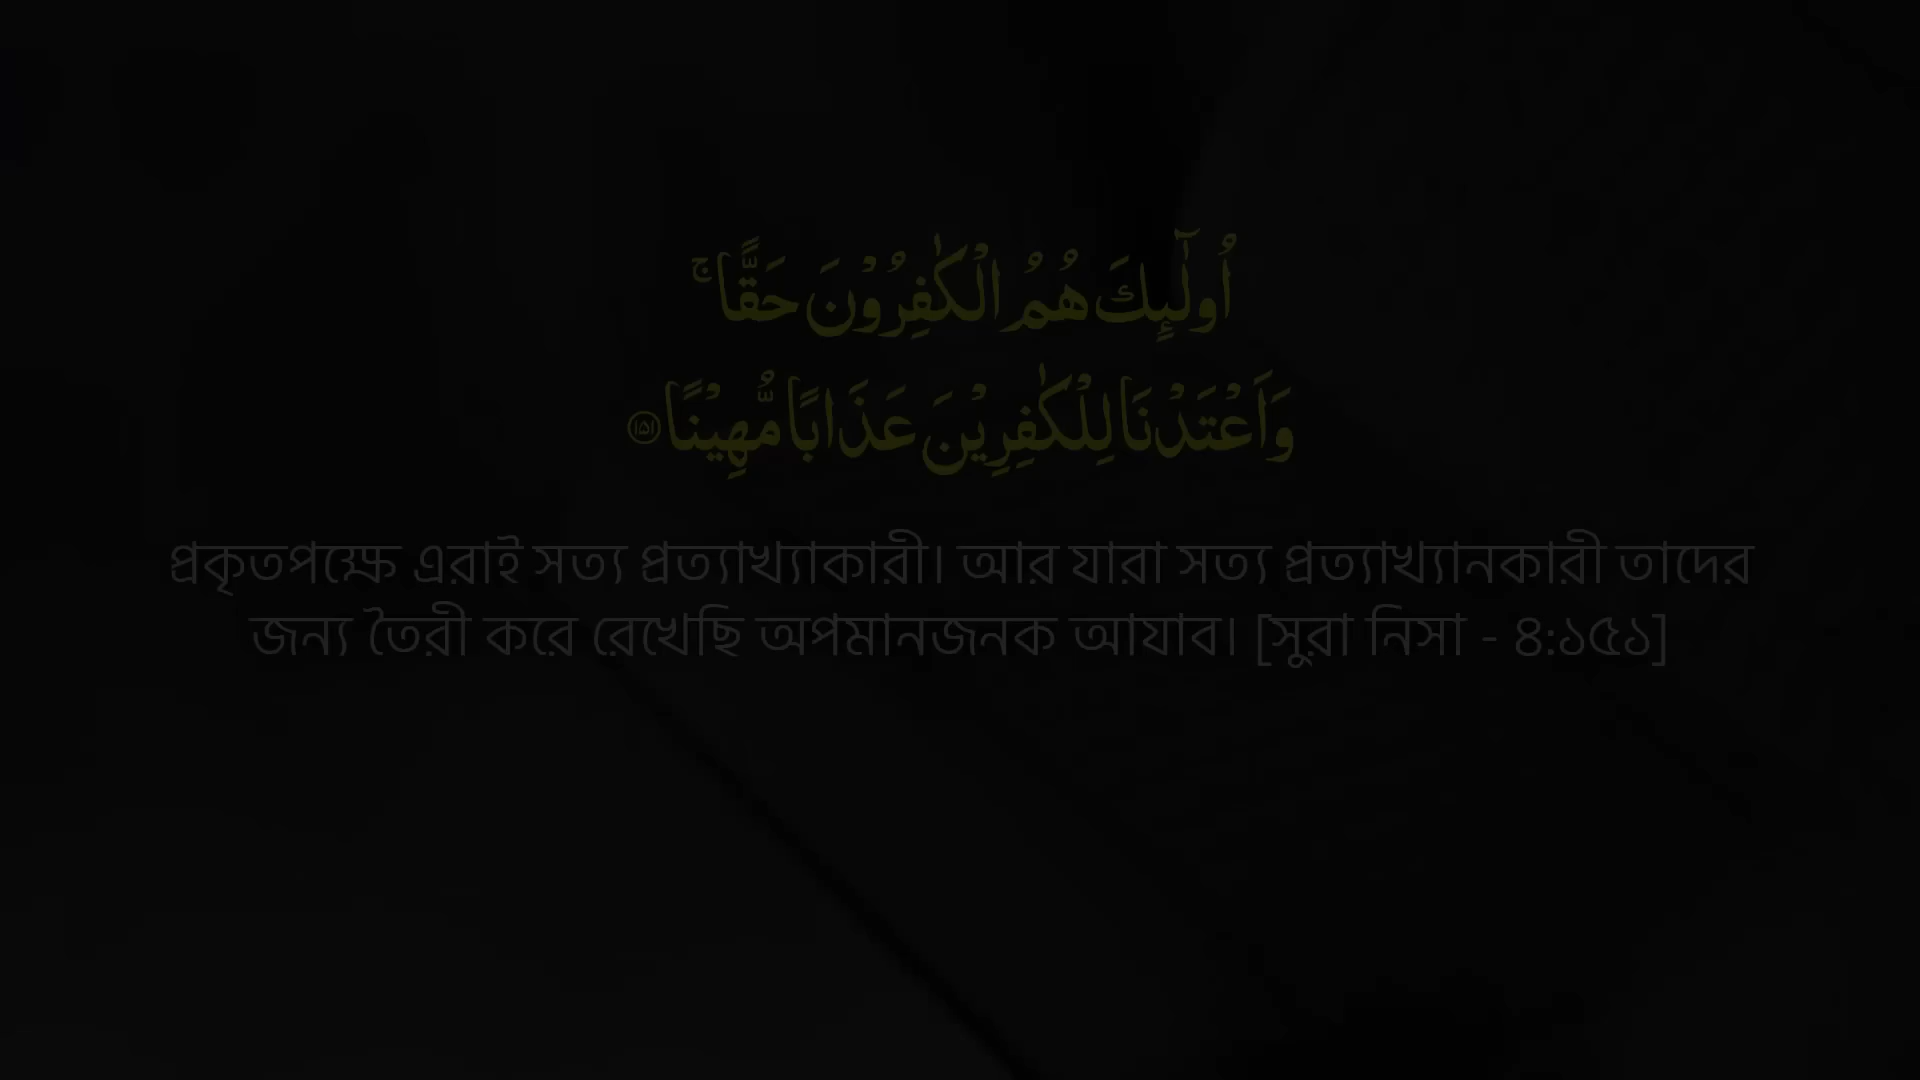 اُولٰٓئِكَ هُمُ الْكٰفِرُوْنَ حَقًّا ۚ
وَاَعْتَدْنَا لِلْكٰفِرِيْنَ عَذَابًا مُّهِيْنًا ۝۱۵۱
প্রকৃতপক্ষে এরাই সত্য প্রত্যাখ্যাকারী। আর যারা সত্য প্রত্যাখ্যানকারী তাদের
জন্য তৈরী করে রেখেছি অপমানজনক আযাব। [সুরা নিসা - ৪:১৫১]